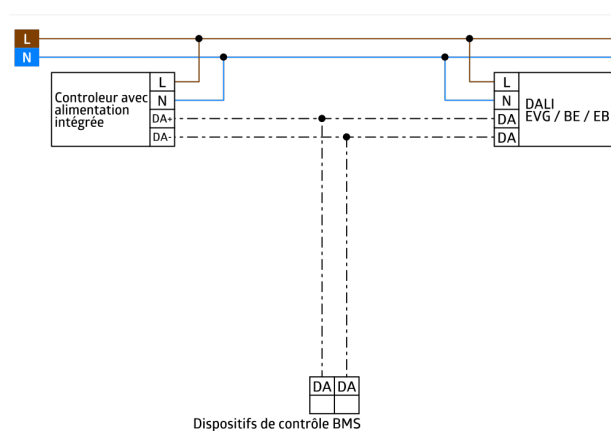 L
N
Controleur avec
alimentation
intégrée
L
N
DA+
DA-
L
N
DA
DA
DALI
EVG / BE / EB
DA DA
Dispositifs de contrôle BMS